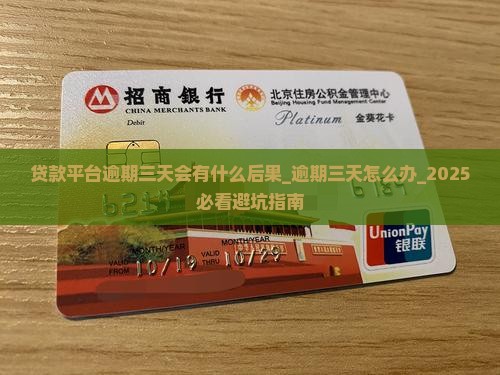 招商银行
CHINA MERCHANTS BANK
Debit
北京住房公积金管理中心
Beijing Housing Fund Management Center
Platinum 金葵花卡
贷款平台逾期三天会有什么后果_逾期三天怎么办_2025
必看避坑指南
MONTH/YEAR MONTH/YEAR
VALID FROM 10/19 VALID THRU 10/29
UnionPay
银联